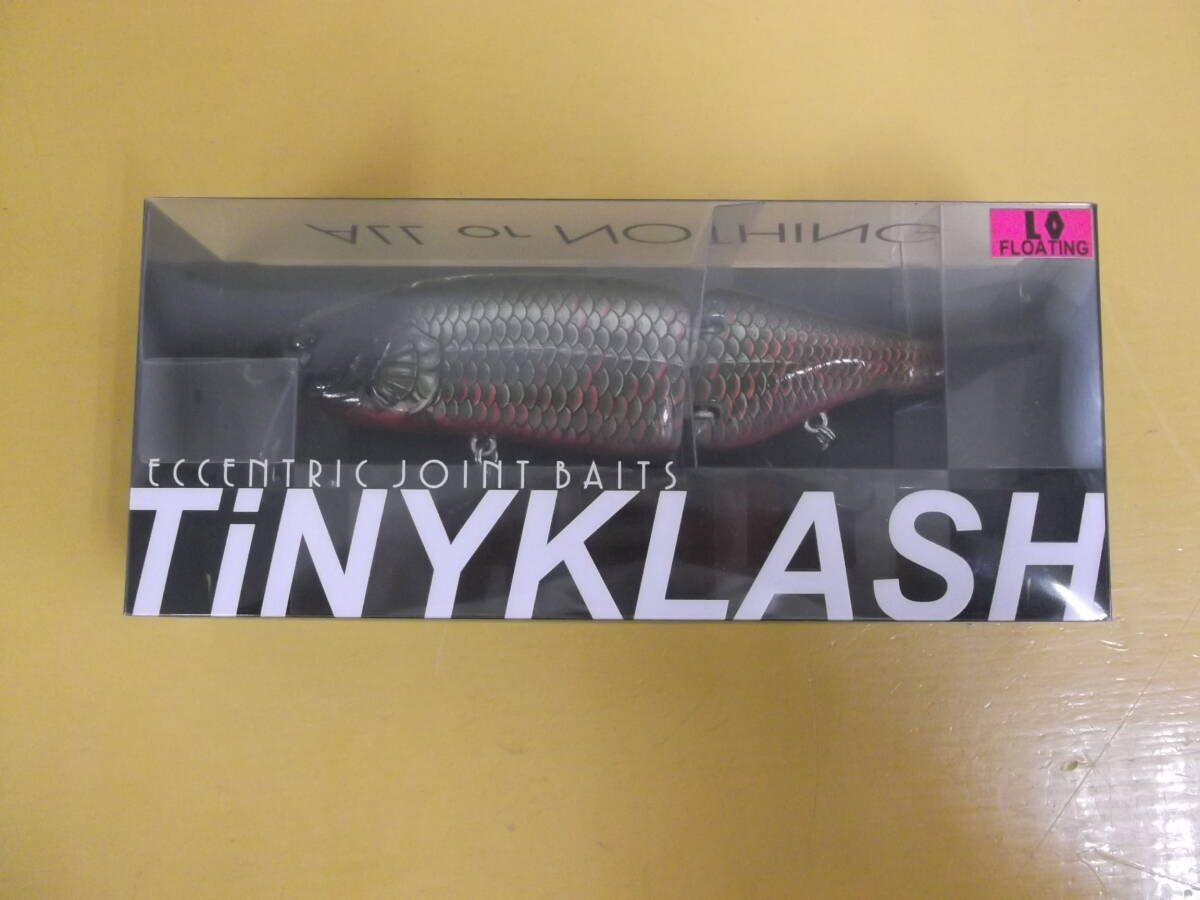 ALL or NOTHING
LO
FLOATING
ECCENTRIC JOINT BAITS
TiNYKLASH